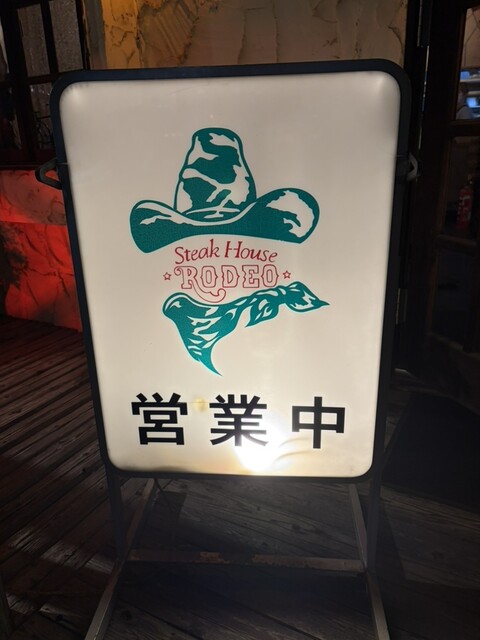 Steak House
RODEO
営業中